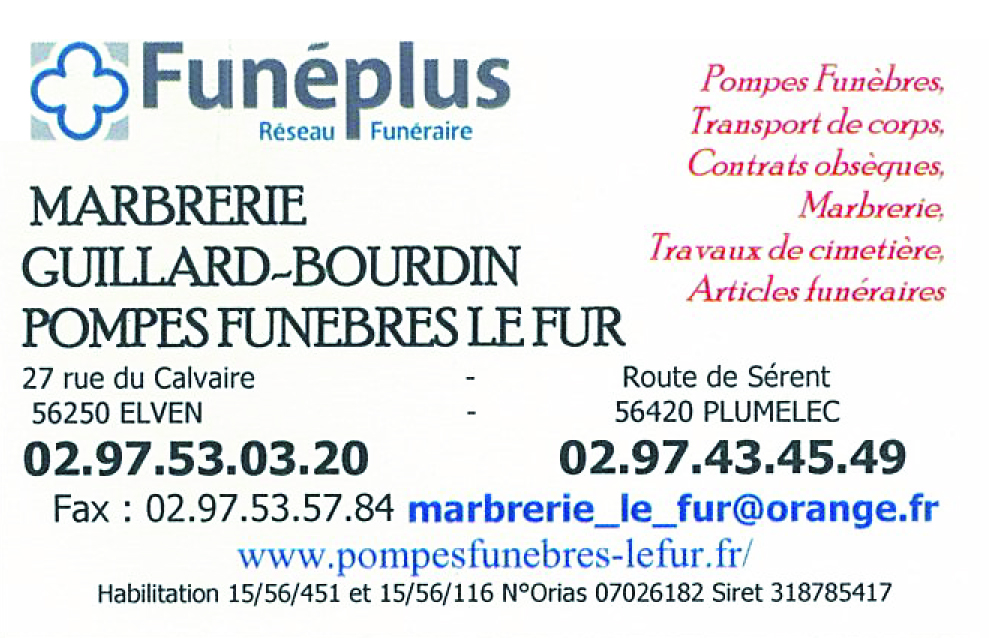 Funéplus
Réseau Funéraire
Pompes Funèbres,
Transport de corps,
Contrats obsèques,
Marbrerie,
Travaux de cimetière,
Articles funéraires
MARBRERIE
GUILLARD-BOURDIN
POMPES FUNEBRES LE FUR
27 rue du Calvaire - Route de Sérent
56250 ELVEN - 56420 PLUMELEC
02.97.53.03.20 02.97.43.45.49
Fax : 02.97.53.57.84 marbrerie_le_fur@orange.fr
www.pompesfunebres-lefur.fr/
Habilitation 15/56/451 et 15/56/116 N°Orias 07026182 Siret 318785417